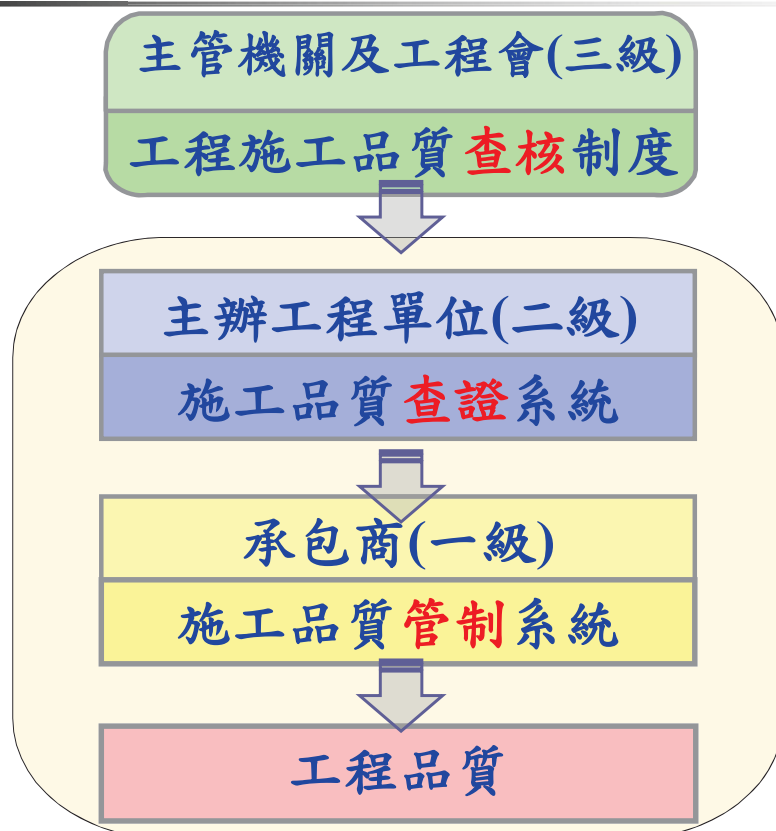 主管機關及工程會(三級)
工程施工品質查核制度
主辦工程單位(二級)
施工品質查證系統
承包商(一級)
施工品質管制系統
工程品質